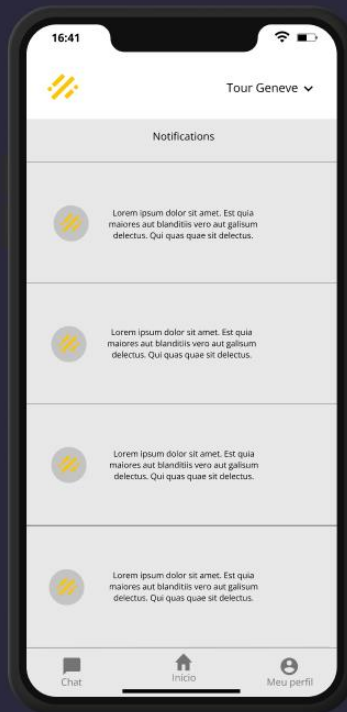 16:41
Tour Geneve
Notifications
Lorem ipsum dolor sit amet. Est quia
maiores aut blanditiis vero aut galisum
delectus. Qui quas quae sit delectus.
Lorem ipsum dolor sit amet. Est quia
maiores aut blanditiis vero aut galisum
delectus. Qui quas quae sit delectus.
Lorem ipsum dolor sit amet. Est quia
maiores aut blanditiis vero aut galisum
delectus. Qui quas quae sit delectus.
Lorem ipsum dolor sit amet. Est quia
maiores aut blanditiis vero aut galisum
delectus. Qui quas quae sit delectus.
Chat
Início
Meu perfil